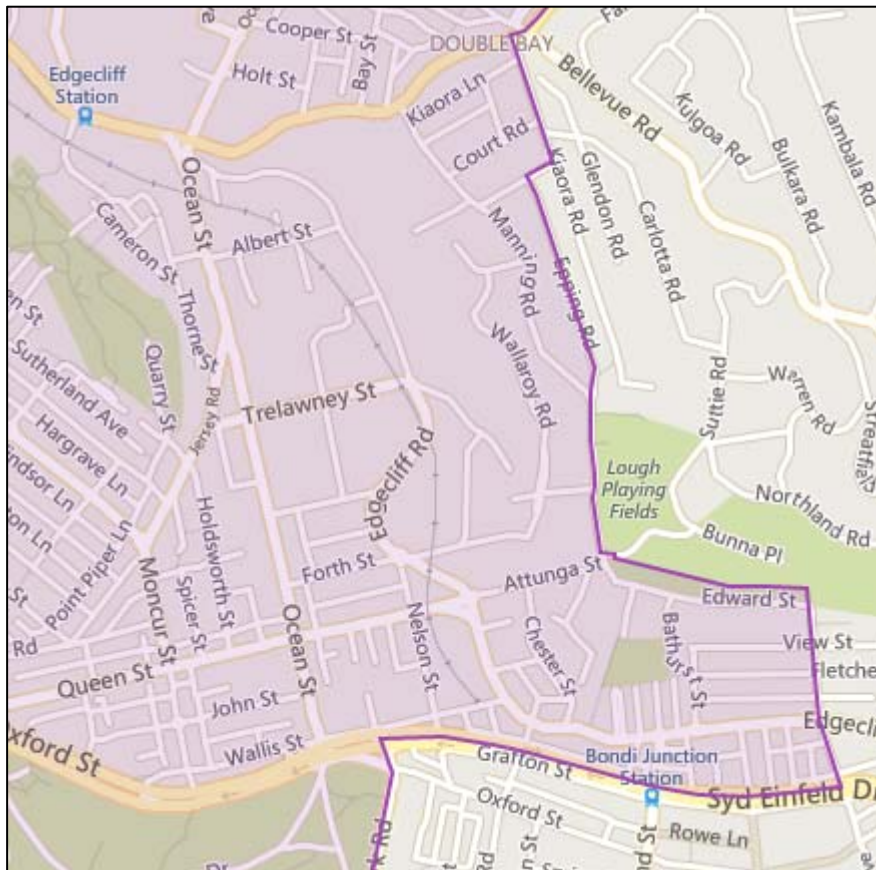 Cooper St
Bay St
DOUBLE BAY
Edgecliff
Station
Holt St
Kiaora Ln
Bellevue Rd
Court Rd
Kulgoa Rd
Kambala Rd
Bulkara Rd
Ocean St
Kiaora Rd
Glendon Rd
Carlotta Rd
Cameron St
Albert St
Manning Rd
Epping Rd
Thorne St
Wallaroy Rd
Sutherland Ave
Quarry St
Jersey Rd
Trelawney St
Suttie Rd
Warren Rd
Hargrave Ln
Edgecliff Rd
Lough
Playing
Fields
Northland Rd
Point Piper Ln
Holdsworth St
Bunna Pl
Forth St
Attunga St
Moncur St
Spicer St
Ocean St
Nelson St
Edward St
Chester St
Bathurst St
View St
Rd
Queen St
Fletche
John St
Edgecli
Oxford St
Wallis St
Grafton St
Bondi Junction
Station
Syd Einfeld D
Oxford St
Rowe Ln